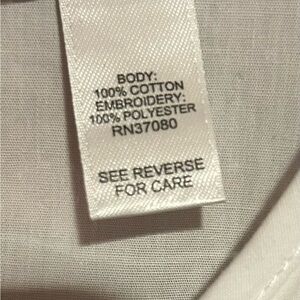 BODY:
100% COTTON
EMBROIDERY:
100% POLYESTER
RN37080
SEE REVERSE
FOR CARE